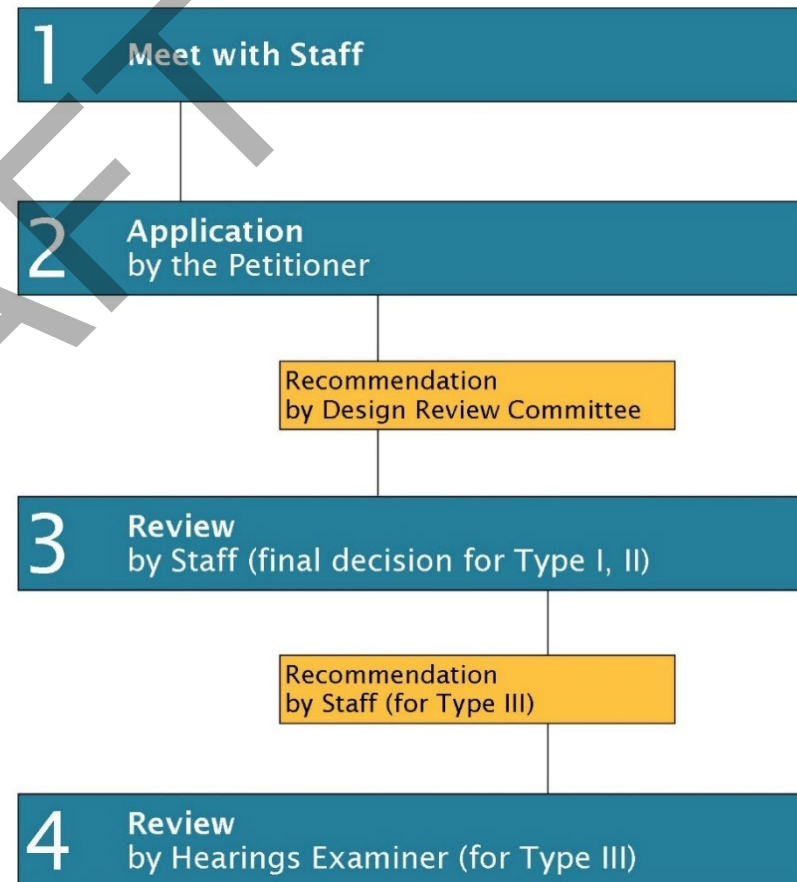 1 Meet with Staff
2 Application
by the Petitioner
Recommendation
by Design Review Committee
3 Review
by Staff (final decision for Type I, II)
Recommendation
by Staff (for Type III)
4 Review
by Hearings Examiner (for Type III)